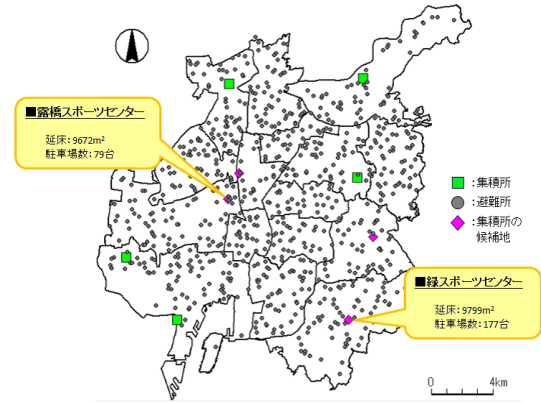 ■露橋スポーツセンター
延床：9672m²
駐車場数：79台
：集積所
：避難所
：集積所の
候補地
■緑スポーツセンター
延床：9799m²
駐車場数：177台
0 4km